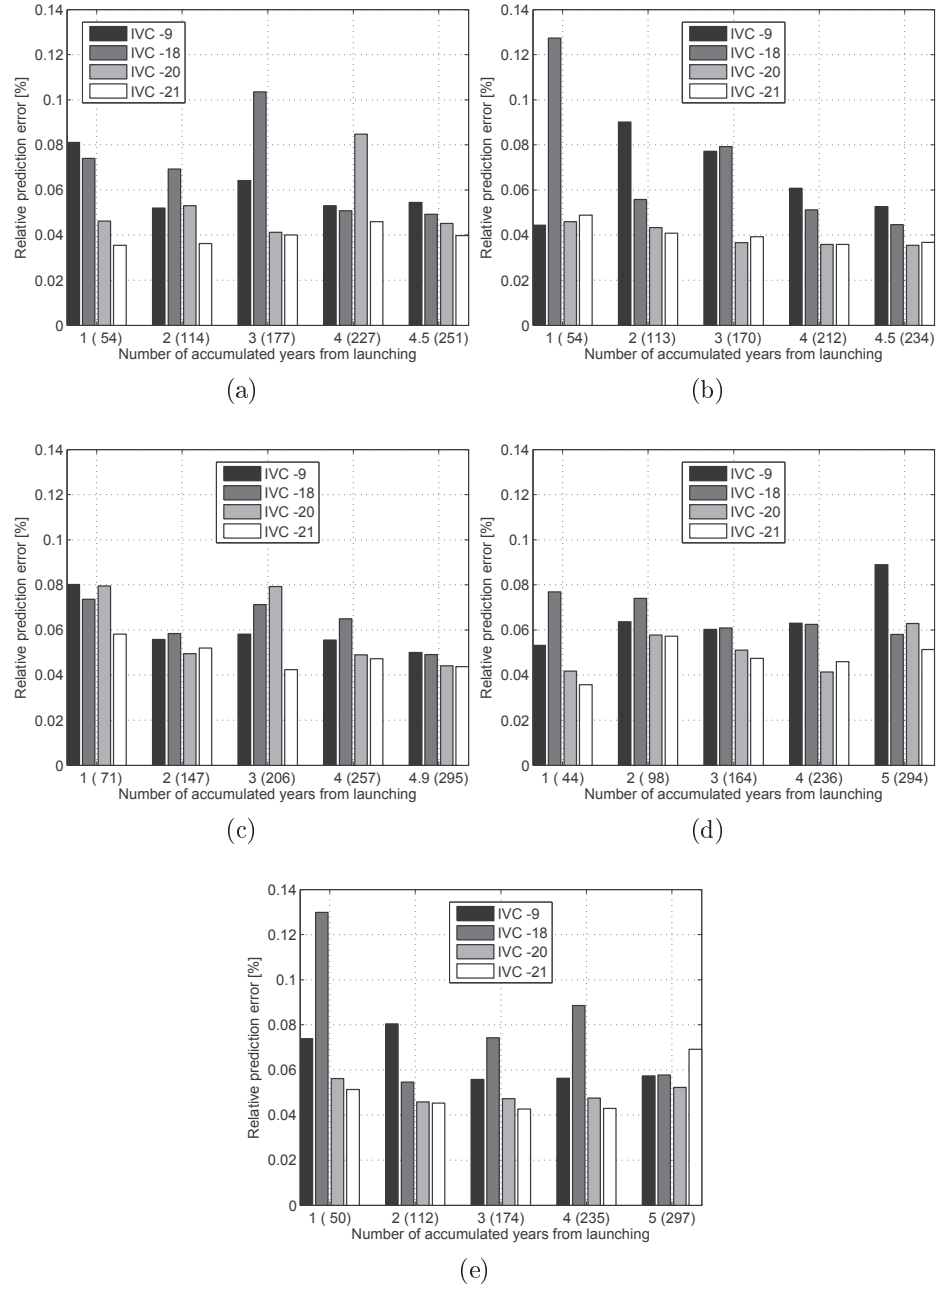 0.14
0.12
0.1
0.08
0.06
0.04
0.02
0
Relative prediction error [%]
IVC -9
IVC -18
IVC -20
IVC -21
1 ( 54) 2 (114) 3 (177) 4 (227) 4.5 (251)
Number of accumulated years from launching
(a)
0.14
0.12
0.1
0.08
0.06
0.04
0.02
0
Relative prediction error [%]
IVC -9
IVC -18
IVC -20
IVC -21
1 ( 54) 2 (113) 3 (170) 4 (212) 4.5 (234)
Number of accumulated years from launching
(b)
0.14
0.12
0.1
0.08
0.06
0.04
0.02
0
Relative prediction error [%]
IVC -9
IVC -18
IVC -20
IVC -21
1 ( 71) 2 (147) 3 (206) 4 (257) 4.9 (295)
Number of accumulated years from launching
(c)
0.14
0.12
0.1
0.08
0.06
0.04
0.02
0
Relative prediction error [%]
IVC -9
IVC -18
IVC -20
IVC -21
1 ( 44) 2 ( 98) 3 (164) 4 (236) 5 (294)
Number of accumulated years from launching
(d)
0.14
0.12
0.1
0.08
0.06
0.04
0.02
0
Relative prediction error [%]
IVC -9
IVC -18
IVC -20
IVC -21
1 ( 50) 2 (112) 3 (174) 4 (235) 5 (297)
Number of accumulated years from launching
(e)